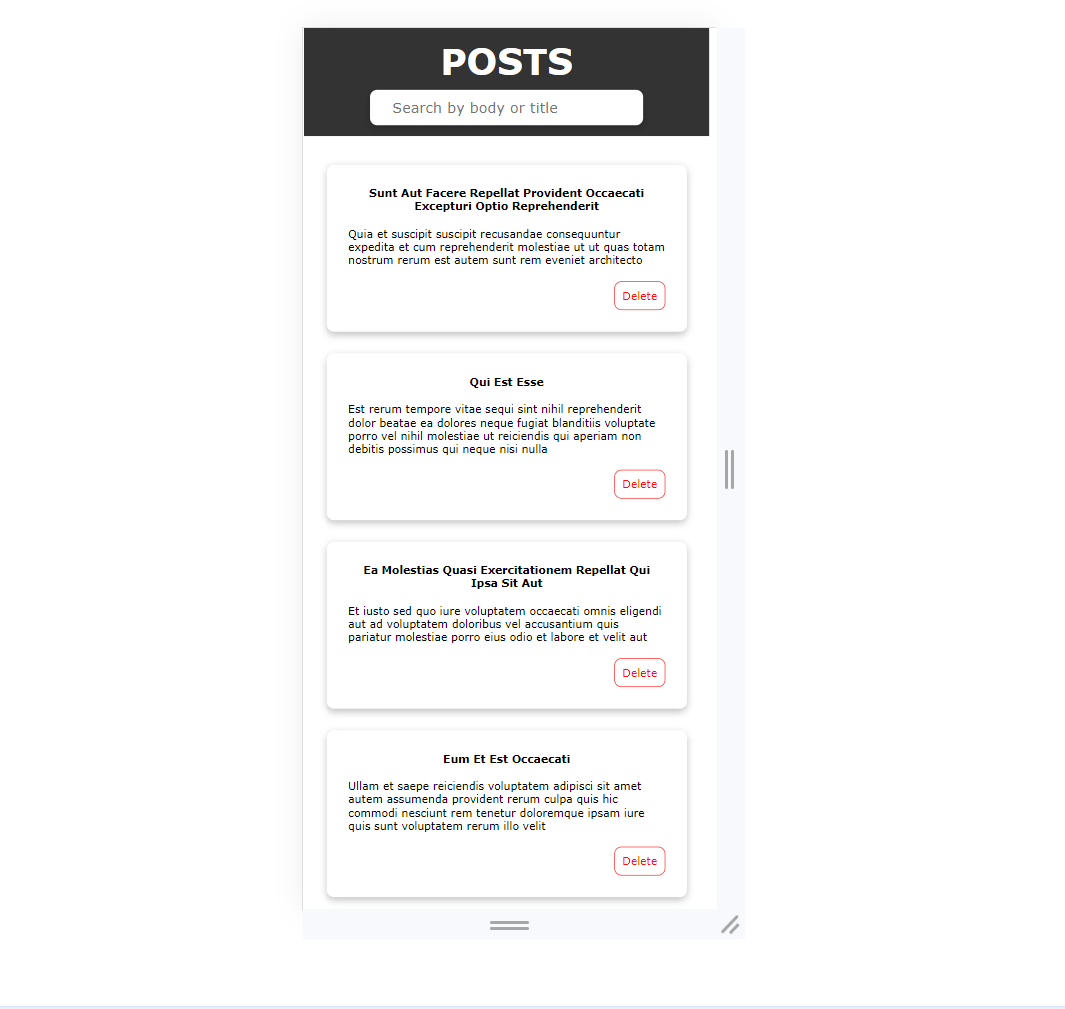 POSTS
Search by body or title
Sunt Aut Facere Repellat Provident Occaecati
Excepturi Optio Reprehenderit
Quia et suscipit suscipit recusandae consequuntur
expedita et cum reprehenderit molestiae ut ut quas totam
nostrum rerum est autem sunt rem eveniet architecto
Delete
Qui Est Esse
Est rerum tempore vitae sequi sint nihil reprehenderit
dolor beatae ea dolores neque fugiat blanditiis voluptate
porro vel nihil molestiae ut reiciendis qui aperiam non
debitis possimus qui neque nisi nulla
Delete
Ea Molestias Quasi Exercitationem Repellat Qui
Ipsa Sit Aut
Et iusto sed quo iure voluptatem occaecati omnis eligendi
aut ad voluptatem doloribus vel accusantium quis
pariatur molestiae porro eius odio et labore et velit aut
Delete
Eum Et Est Occaecati
Ullam et saepe reiciendis voluptatem adipisci sit amet
autem assumenda provident rerum culpa quis hic
commodi nesciunt rem tenetur doloremque ipsam iure
quis sunt voluptatem rerum illo velit
Delete